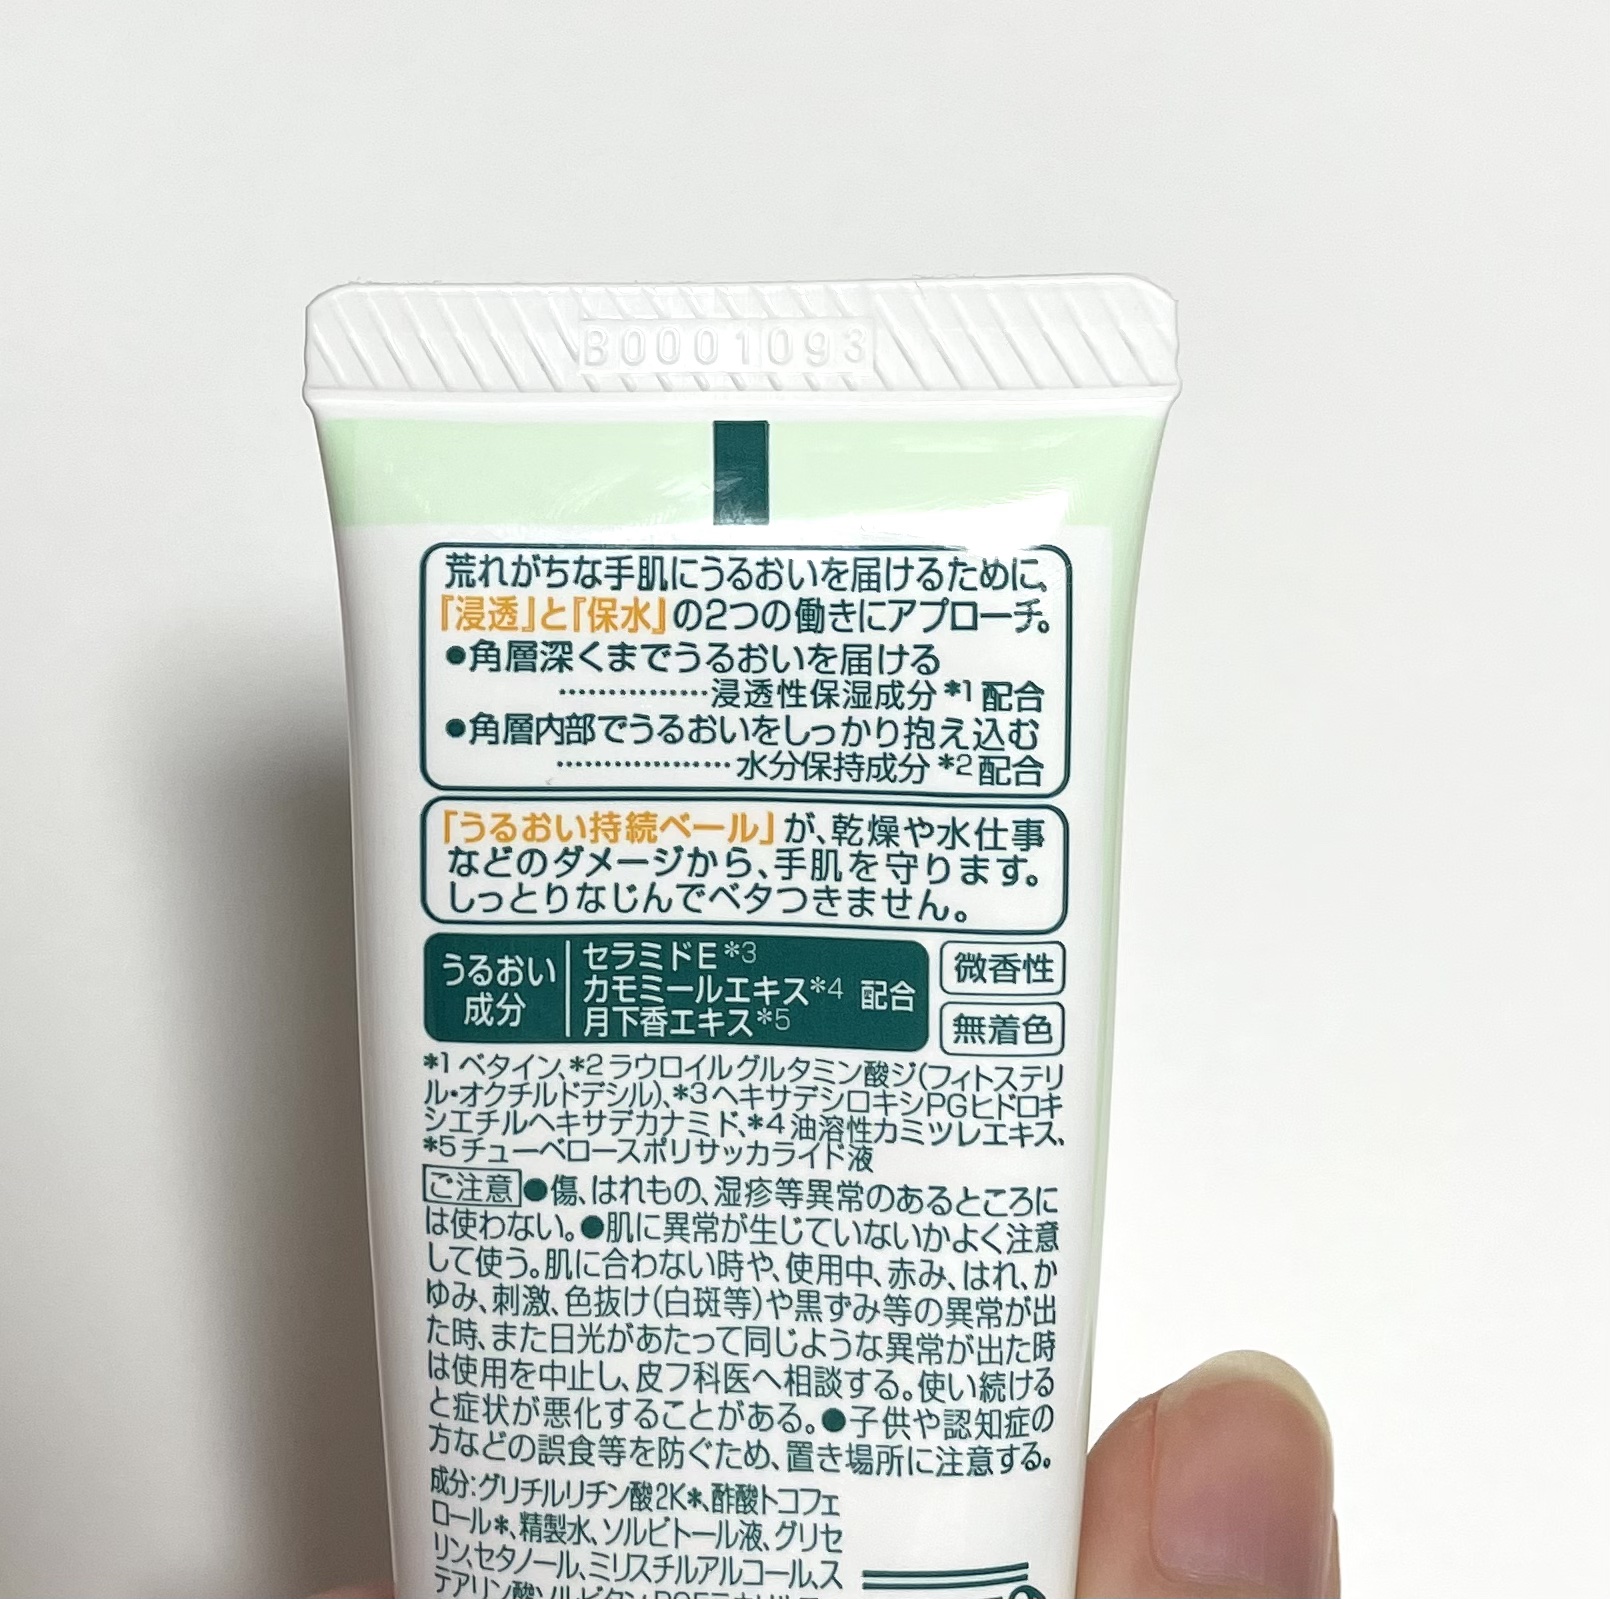 B0001093
荒れがちな手肌にうるおいを届けるために、
『浸透』と『保水』の2つの働きにアプローチ。
●角層深くまでうるおいを届ける
………………浸透性保湿成分*1配合
●角層内部でうるおいをしっかり抱え込む
………………水分保持成分*2配合
「うるおい持続ベール」が、乾燥や水仕事
などのダメージから、手肌を守ります。
しっとりなじんでベタつきません。
うるおい
成分
セラミドE*3
カモミールエキス*4
月下香エキス*5
配合
微香性
無着色
*1ベタイン、*2ラウロイルグルタミン酸ジ(フィトステリ
ル・オクチルドデシル)、*3ヘキサデシロキシPGヒドロキ
シエチルヘキサデカナミド、*4油溶性カミツレエキス、
*5チューベロースポリサッカライド液
ご注意●傷、はれもの、湿疹等異常のあるところに
は使わない。●肌に異常が生じていないかよく注意
して使う。肌に合わない時や、使用中、赤み、はれ、か
ゆみ、刺激、色抜け(白斑等)や黒ずみ等の異常が出
た時、また日光があたって同じような異常が出た時
は使用を中止し、皮フ科医へ相談する。使い続ける
と症状が悪化することがある。●子供や認知症の
方などの誤食等を防ぐため、置き場所に注意する。
成分:グリチルリチン酸2K*、酢酸トコフェ
ロール*、精製水、ソルビトール液、グリセ
リン、セタノール、ミリスチルアルコール、ス
テアリン酸ソルビタン、